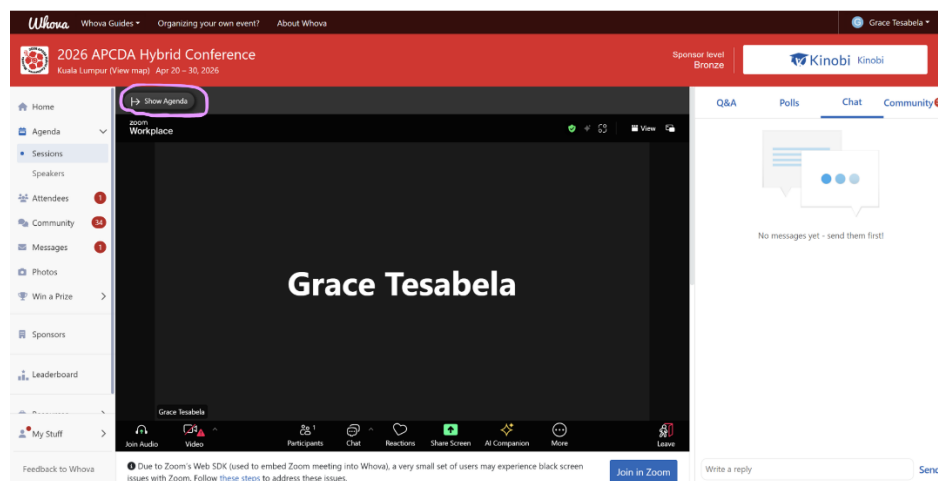 Whova Whova Guides Organizing your own event? About Whova G Grace Tesabela
2026 APCDA Hybrid Conference
Kuala Lumpur (View map) Apr 20 – 30, 2026
Sponsor level
Bronze
Kinobi Kinobi
Home
Agenda
Sessions
Speakers
Attendees 1
Community 34
Messages 1
Photos
Win a Prize
Sponsors
Leaderboard
My Stuff
Feedback to Whova
Show Agenda
zoom
Workplace
View
Grace Tesabela
Grace Tesabela
Join Audio Video Participants 1 Chat Reactions Share Screen AI Companion More Leave
Due to Zoom's Web SDK (used to embed Zoom meeting into Whova), a very small set of users may experience black screen
issues with Zoom. Follow these steps to address these issues.
Join in Zoom
Q&A Polls Chat Community
No messages yet - send them first!
Write a reply Send